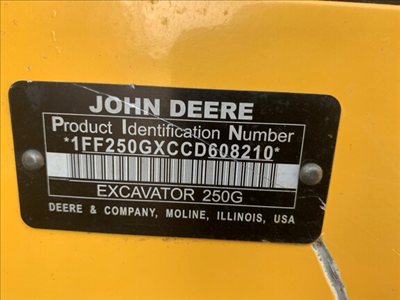 JOHN DEERE
Product Identification Number
*1FF250GXCCD608210*
EXCAVATOR 250G
DEERE & COMPANY, MOLINE, ILLINOIS, USA